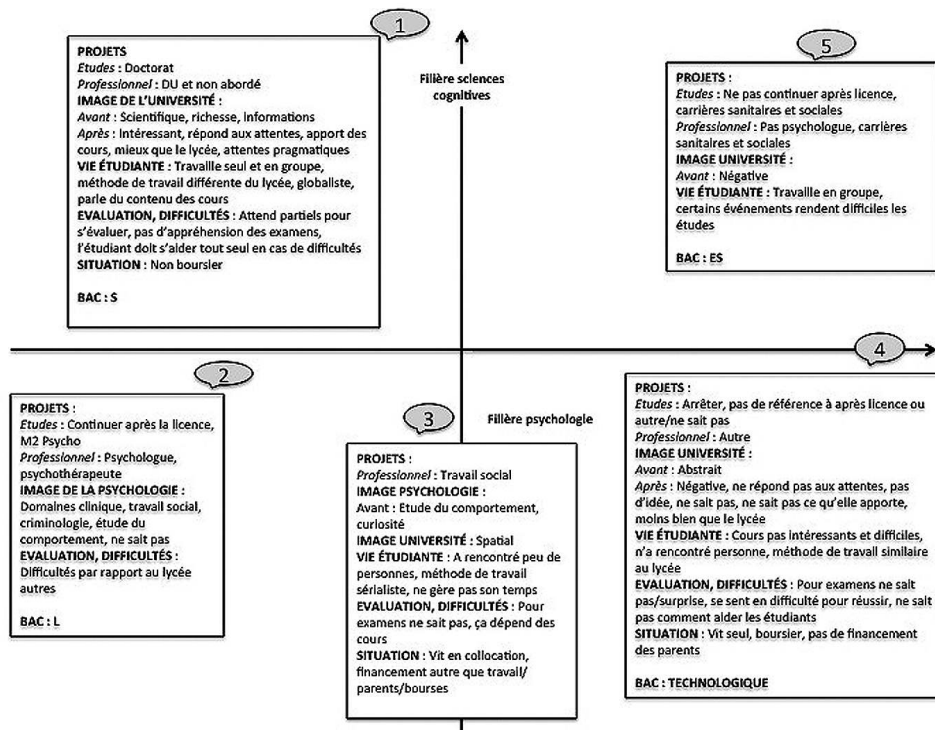 1
PROJETS
Etudes : Doctorat
Professionnel : DU et non abordé
IMAGE DE L'UNIVERSITÉ :
Avant : Scientifique, richesse, informations
Après : Intéressant, répond aux attentes, apport des
cours, mieux que le lycée, attentes pragmatiques
VIE ÉTUDIANTE : Travaille seul et en groupe,
méthode de travail différente du lycée, globaliste,
parle du contenu des cours
EVALUATION, DIFFICULTÉS : Attend partiels pour
s'évaluer, pas d'appréhension des examens,
l'étudiant doit s'aider tout seul en cas de difficultés
SITUATION : Non boursier
BAC : S
Filière sciences
cognitives
5
PROJETS :
Etudes : Ne pas continuer après licence,
carrières sanitaires et sociales
Professionnel : Pas psychologue, carrières
sanitaires et sociales
IMAGE UNIVERSITÉ :
Avant : Négative
VIE ÉTUDIANTE : Travaille en groupe,
certains événements rendent difficiles les
études
BAC : ES
2
PROJETS :
Etudes : Continuer après la licence,
M2 Psycho
Professionnel : Psychologue,
psychothérapeute
IMAGE DE LA PSYCHOLOGIE :
Domaines clinique, travail social,
criminologie, étude du
comportement, ne sait pas
EVALUATION, DIFFICULTÉS :
Difficultés par rapport au lycée
autres
BAC : L
3
Filière psychologie
PROJETS :
Professionnel : Travail social
IMAGE PSYCHOLOGIE :
Avant : Etude du comportement,
curiosité
IMAGE UNIVERSITÉ : Spatial
VIE ÉTUDIANTE : A rencontré peu de
personnes, méthode de travail
sérialiste, ne gère pas son temps
EVALUATION, DIFFICULTÉS : Pour
examens ne sait pas, ça dépend des
cours
SITUATION : Vit en collocation,
financement autre que travail/
parents/bourses
4
PROJETS :
Etudes : Arrêter, pas de référence à après licence ou
autre/ne sait pas
Professionnel : Autre
IMAGE UNIVERSITÉ :
Avant : Abstrait
Après : Négative, ne répond pas aux attentes, pas
d'idée, ne sait pas, ne sait pas ce qu'elle apporte,
moins bien que le lycée
VIE ÉTUDIANTE : Cours pas intéressants et difficiles,
n'a rencontré personne, méthode de travail similaire
au lycée
EVALUATION, DIFFICULTÉS : Pour examens ne sait
pas/surprise, se sent en difficulté pour réussir, ne sait
pas comment aider les étudiants
SITUATION : Vit seul, boursier, pas de financement
des parents
BAC : TECHNOLOGIQUE